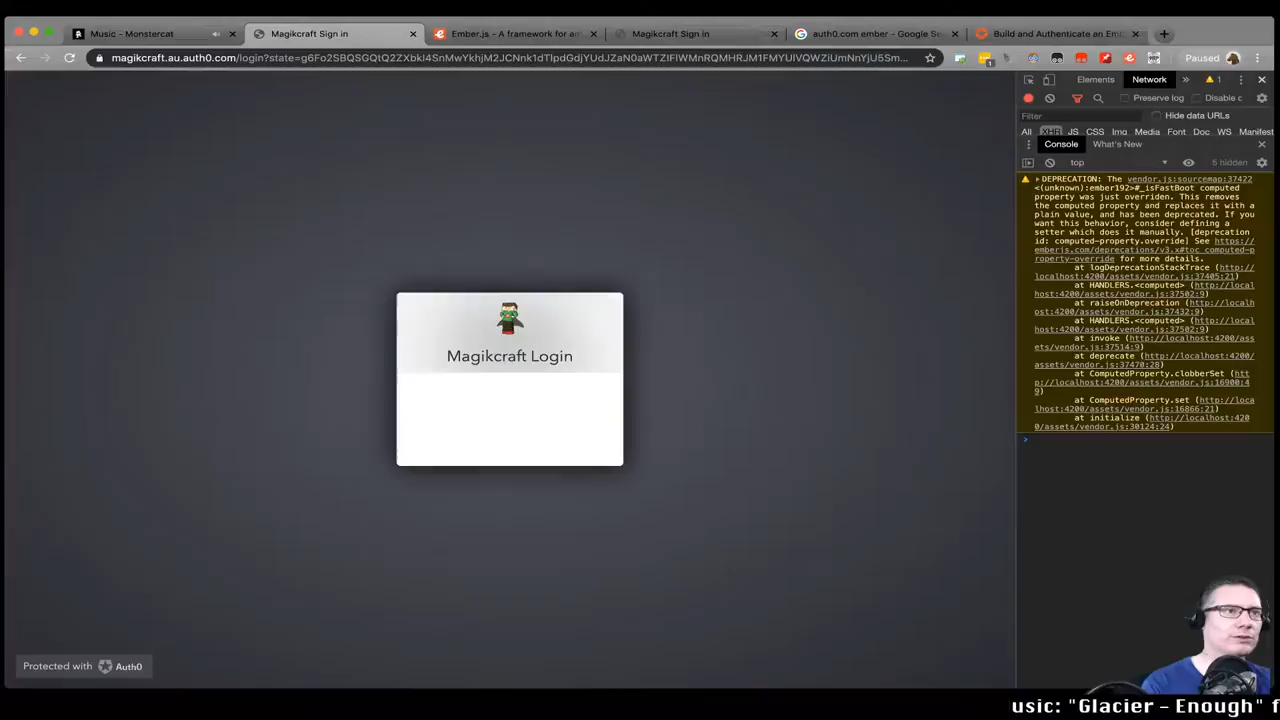 Music - Monstercat
Magikcraft Sign in
Ember.js - A framework for am
Magikcraft Sign in
auth0.com ember - Google Se
Build and Authenticate an Emb
magikcraft.au.auth0.com/login?state=
Paused
Elements
Network
1
Preserve log
Disable c
Filter
Hide data URLs
All XHR JS CSS Img Media Font Doc WS Manifest
Console
What's New
top
5 hidden
DEPRECATION: The vendor.js:sourcemap:37422
<(unknown):ember192>#_isFastBoot computed
property was just overriden. This removes
the computed property and replaces it with a
plain value, and has been deprecated. If you
want this behavior, consider defining a
setter which does it manually. [deprecation
id: computed-property.override] See https://
emberjs.com/deprecations/v3.x#toc_computed-p
roperty-override for more details.
at logDeprecationStackTrace (http://
localhost:4200/assets/vendor.js:37405:21)
at HANDLERS.<computed> (http://local
host:4200/assets/vendor.js:37502:9)
at raiseOnDeprecation (http://localh
ost:4200/assets/vendor.js:37432:9)
at HANDLERS.<computed> (http://local
host:4200/assets/vendor.js:37502:9)
at invoke (http://localhost:4200/ass
ets/vendor.js:37514:9)
at deprecate (http://localhost:4200/
assets/vendor.js:37470:28)
at ComputedProperty.clobberSet (htt
p://localhost:4200/assets/vendor.js:16900:4
9)
at ComputedProperty.set (http://loca
lhost:4200/assets/vendor.js:16866:21)
at initialize (http://localhost:420
0/assets/vendor.js:30124:24)
Magikcraft Login
Protected with Auth0
usic: "Glacier - Enough" f